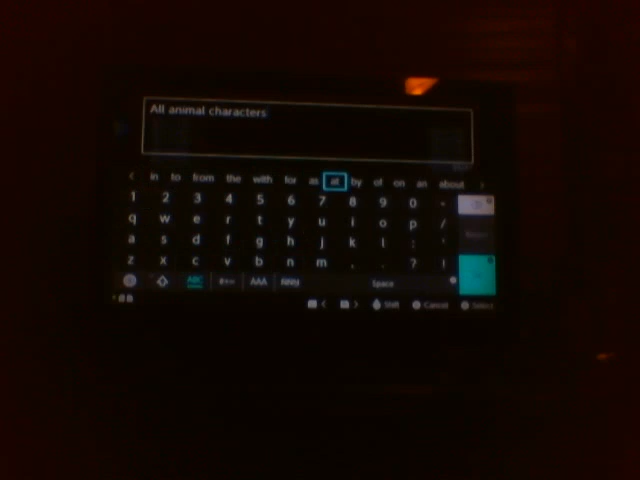 All animal characters
in to from the with for as at by of on an about
1 2 3 4 5 6 7 8 9 0 -
q w e r t y u i o p /
a s d f g h j k l : '
z x c v b n m , . ? !
ABC #+= ÀÁÂ Space
Shift Cancel Select